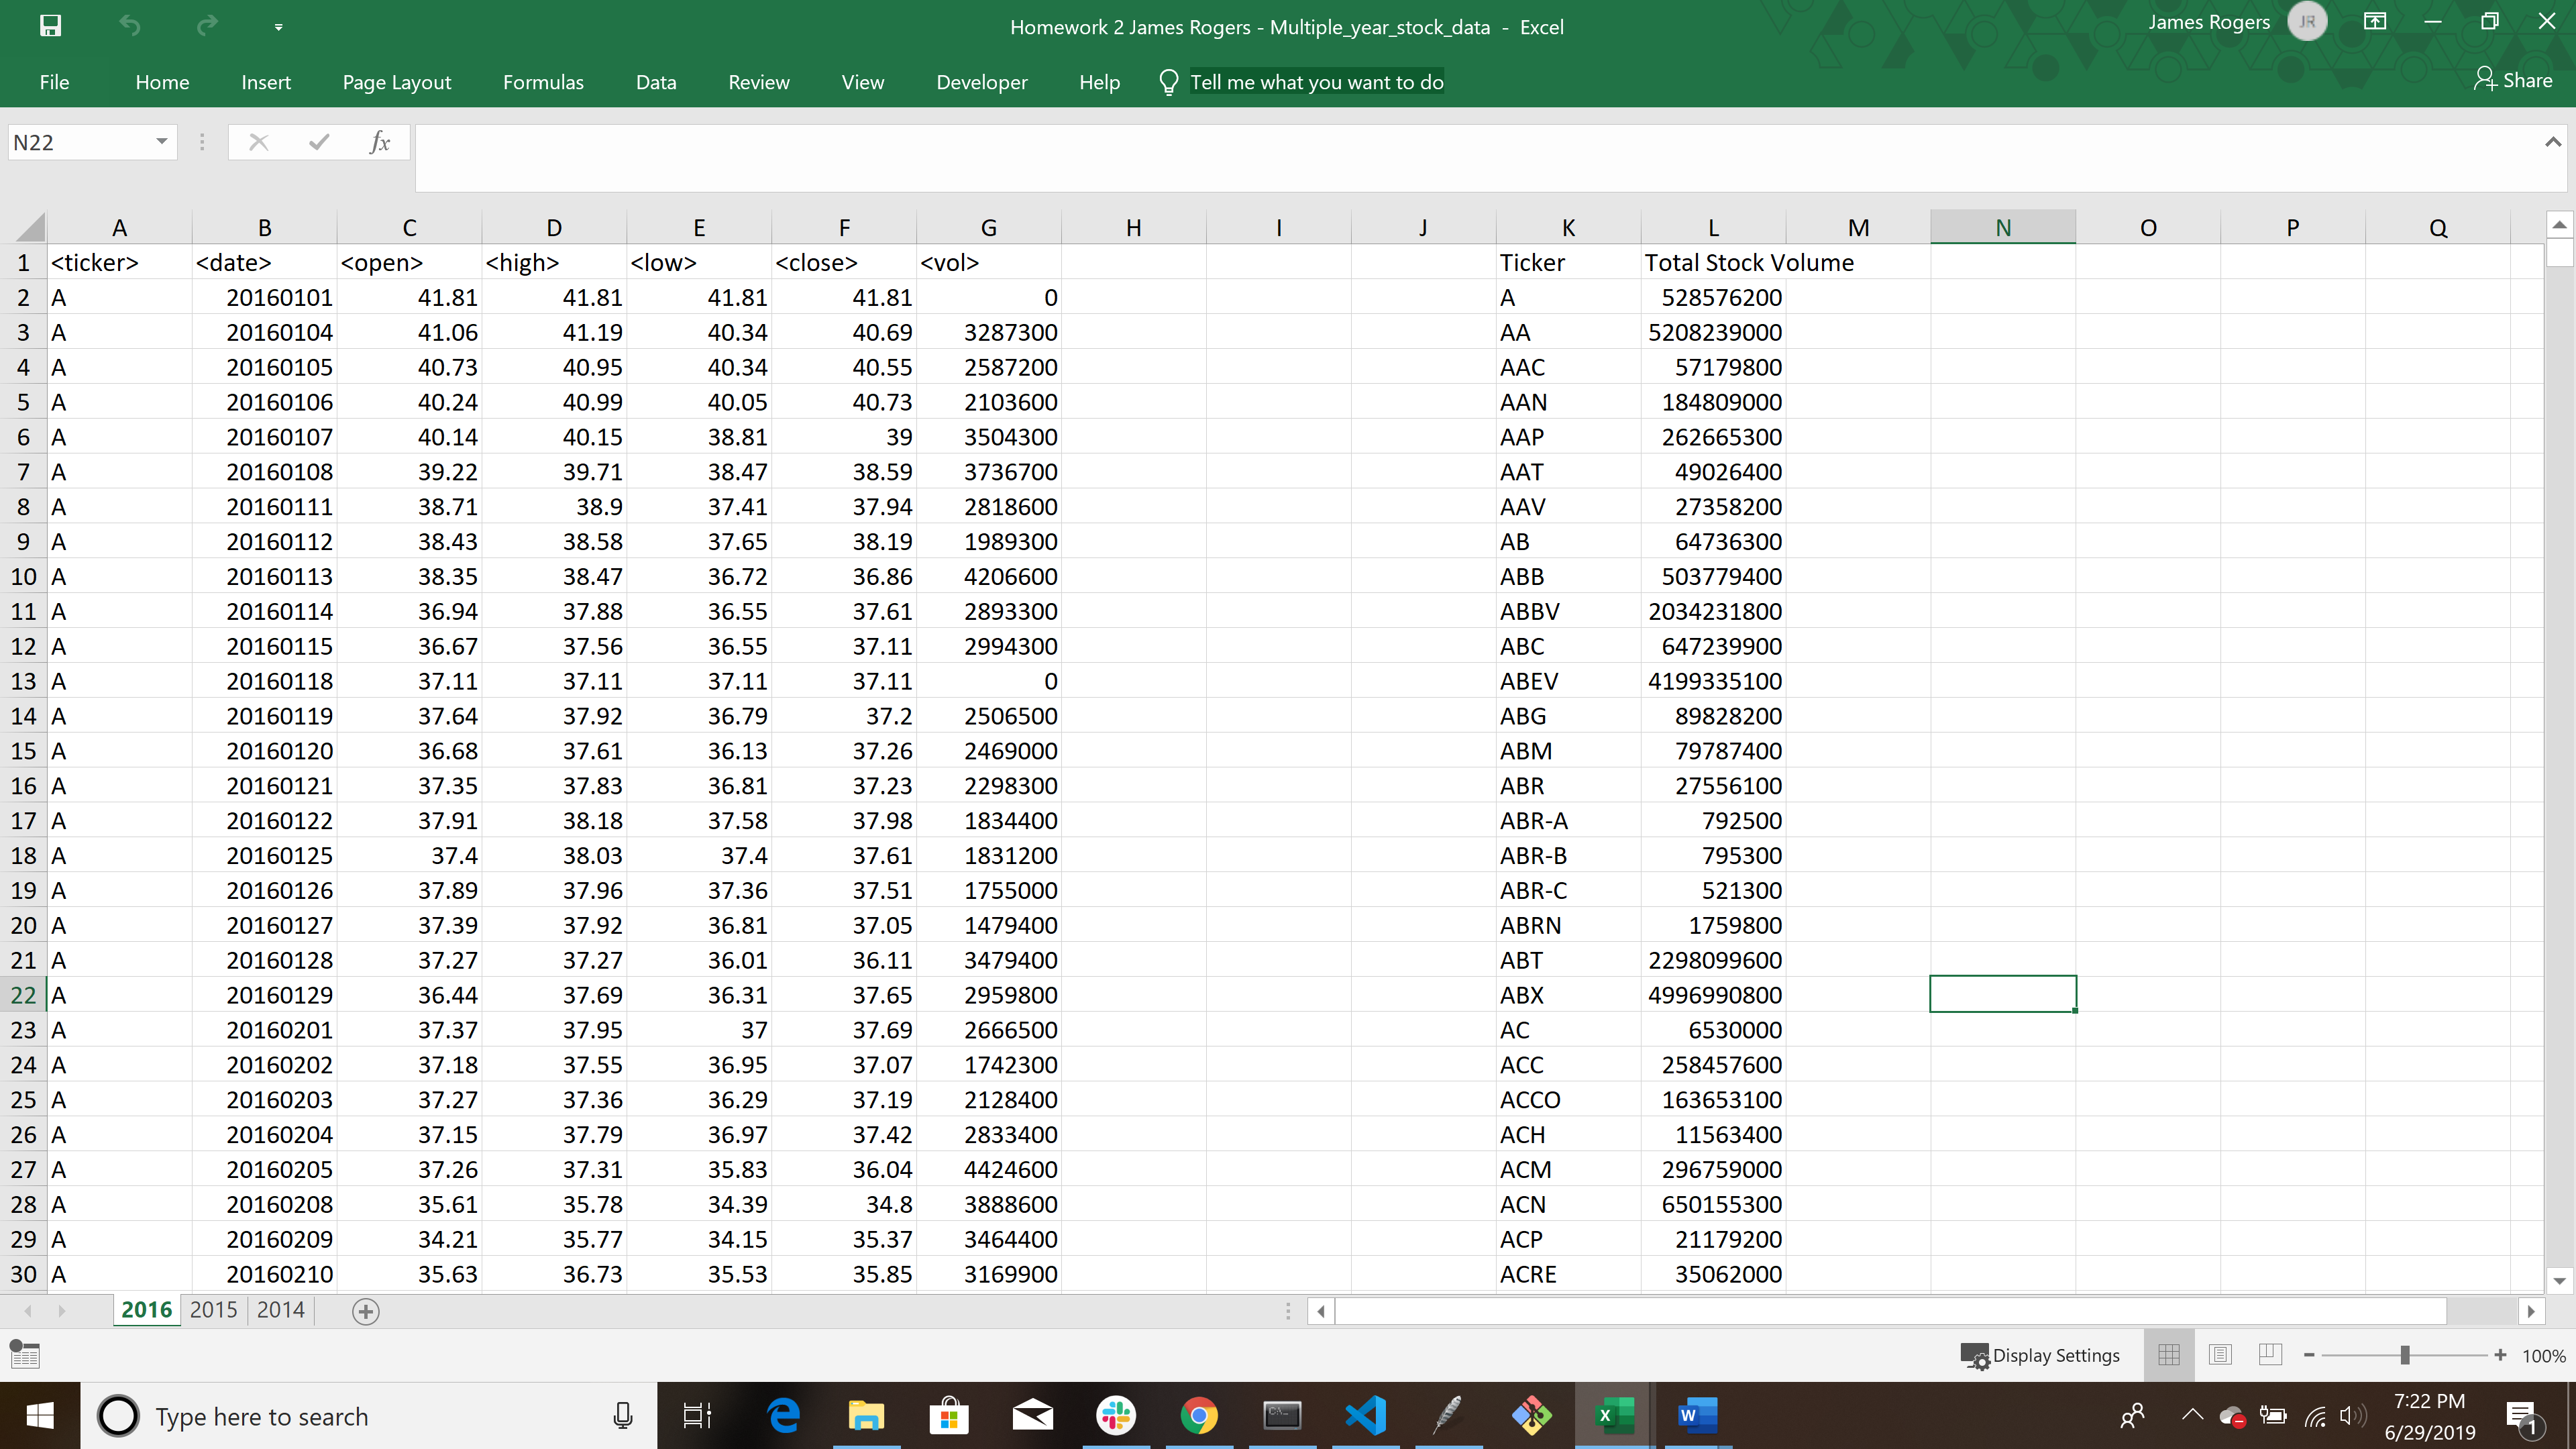 Homework 2 James Rogers - Multiple_year_stock_data - Excel James Rogers JR
File Home Insert Page Layout Formulas Data Review View Developer Help Tell me what you want to do Share
N22 fx
A B C D E F G H I J K L M N O P Q
1 <ticker> <date> <open> <high> <low> <close> <vol> Ticker Total Stock Volume
2 A 20160101 41.81 41.81 41.81 41.81 0 A 528576200
3 A 20160104 41.06 41.19 40.34 40.69 3287300 AA 5208239000
4 A 20160105 40.73 40.95 40.34 40.55 2587200 AAC 57179800
5 A 20160106 40.24 40.99 40.05 40.73 2103600 AAN 184809000
6 A 20160107 40.14 40.15 38.81 39 3504300 AAP 262665300
7 A 20160108 39.22 39.71 38.47 38.59 3736700 AAT 49026400
8 A 20160111 38.71 38.9 37.41 37.94 2818600 AAV 27358200
9 A 20160112 38.43 38.58 37.65 38.19 1989300 AB 64736300
10 A 20160113 38.35 38.47 36.72 36.86 4206600 ABB 503779400
11 A 20160114 36.94 37.88 36.55 37.61 2893300 ABBV 2034231800
12 A 20160115 36.67 37.56 36.55 37.11 2994300 ABC 647239900
13 A 20160118 37.11 37.11 37.11 37.11 0 ABEV 4199335100
14 A 20160119 37.64 37.92 36.79 37.2 2506500 ABG 89828200
15 A 20160120 36.68 37.61 36.13 37.26 2469000 ABM 79787400
16 A 20160121 37.35 37.83 36.81 37.23 2298300 ABR 27556100
17 A 20160122 37.91 38.18 37.58 37.98 1834400 ABR-A 792500
18 A 20160125 37.4 38.03 37.4 37.61 1831200 ABR-B 795300
19 A 20160126 37.89 37.96 37.36 37.51 1755000 ABR-C 521300
20 A 20160127 37.39 37.92 36.81 37.05 1479400 ABRN 1759800
21 A 20160128 37.27 37.27 36.01 36.11 3479400 ABT 2298099600
22 A 20160129 36.44 37.69 36.31 37.65 2959800 ABX 4996990800
23 A 20160201 37.37 37.95 37 37.69 2666500 AC 6530000
24 A 20160202 37.18 37.55 36.95 37.07 1742300 ACC 258457600
25 A 20160203 37.27 37.36 36.29 37.19 2128400 ACCO 163653100
26 A 20160204 37.15 37.79 36.97 37.42 2833400 ACH 11563400
27 A 20160205 37.26 37.31 35.83 36.04 4424600 ACM 296759000
28 A 20160208 35.61 35.78 34.39 34.8 3888600 ACN 650155300
29 A 20160209 34.21 35.77 34.15 35.37 3464400 ACP 21179200
30 A 20160210 35.63 36.73 35.53 35.85 3169900 ACRE 35062000
2016 2015 2014
Display Settings 100%
Type here to search 7:22 PM
6/29/2019 1